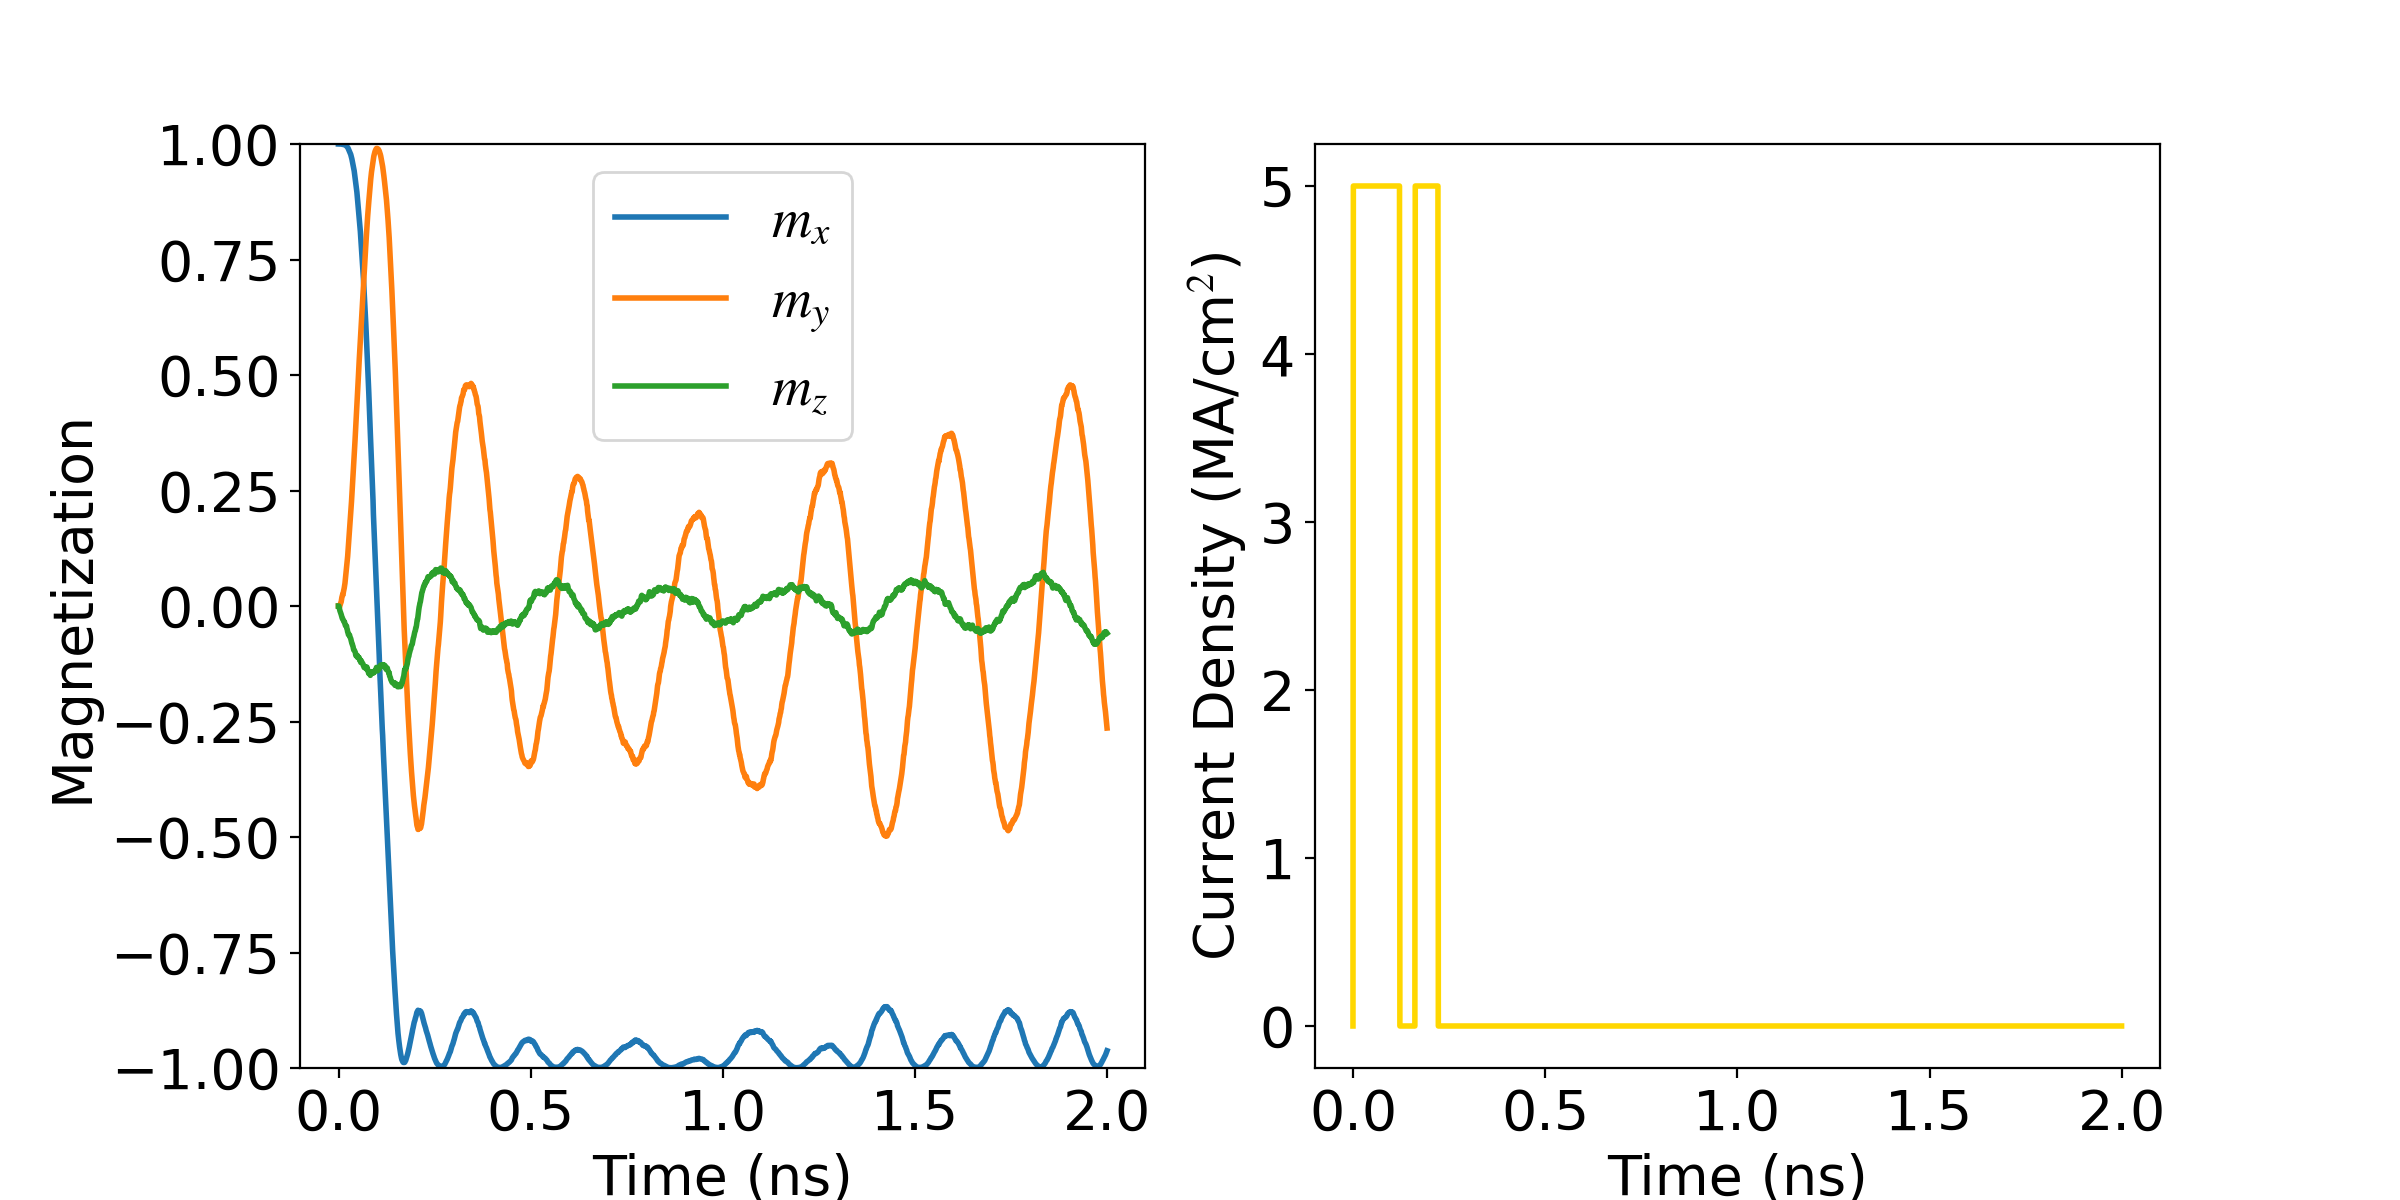 1.00
0.75
0.50
0.25
0.00
−0.25
−0.50
−0.75
−1.00
Magnetization
0.0 0.5 1.0 1.5 2.0
Time (ns)
m_x
m_y
m_z
5
4
3
2
1
0
Current Density (MA/cm²)
0.0 0.5 1.0 1.5 2.0
Time (ns)